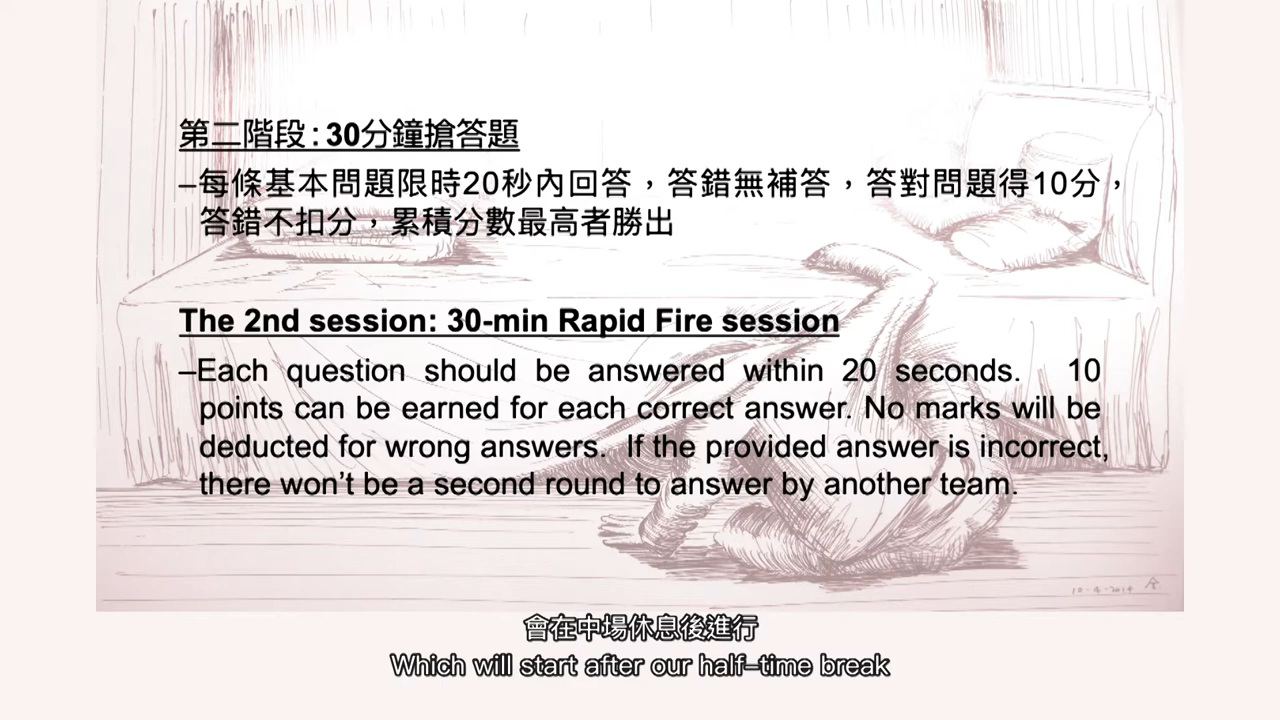 第二階段 : 30分鐘搶答題
–每條基本問題限時20秒內回答，答錯無補答，答對問題得10分，
答錯不扣分，累積分數最高者勝出
The 2nd session: 30-min Rapid Fire session
–Each question should be answered within 20 seconds. 10
points can be earned for each correct answer. No marks will be
deducted for wrong answers. If the provided answer is incorrect,
there won’t be a second round to answer by another team.
會在中場休息後進行
Which will start after our half-time break